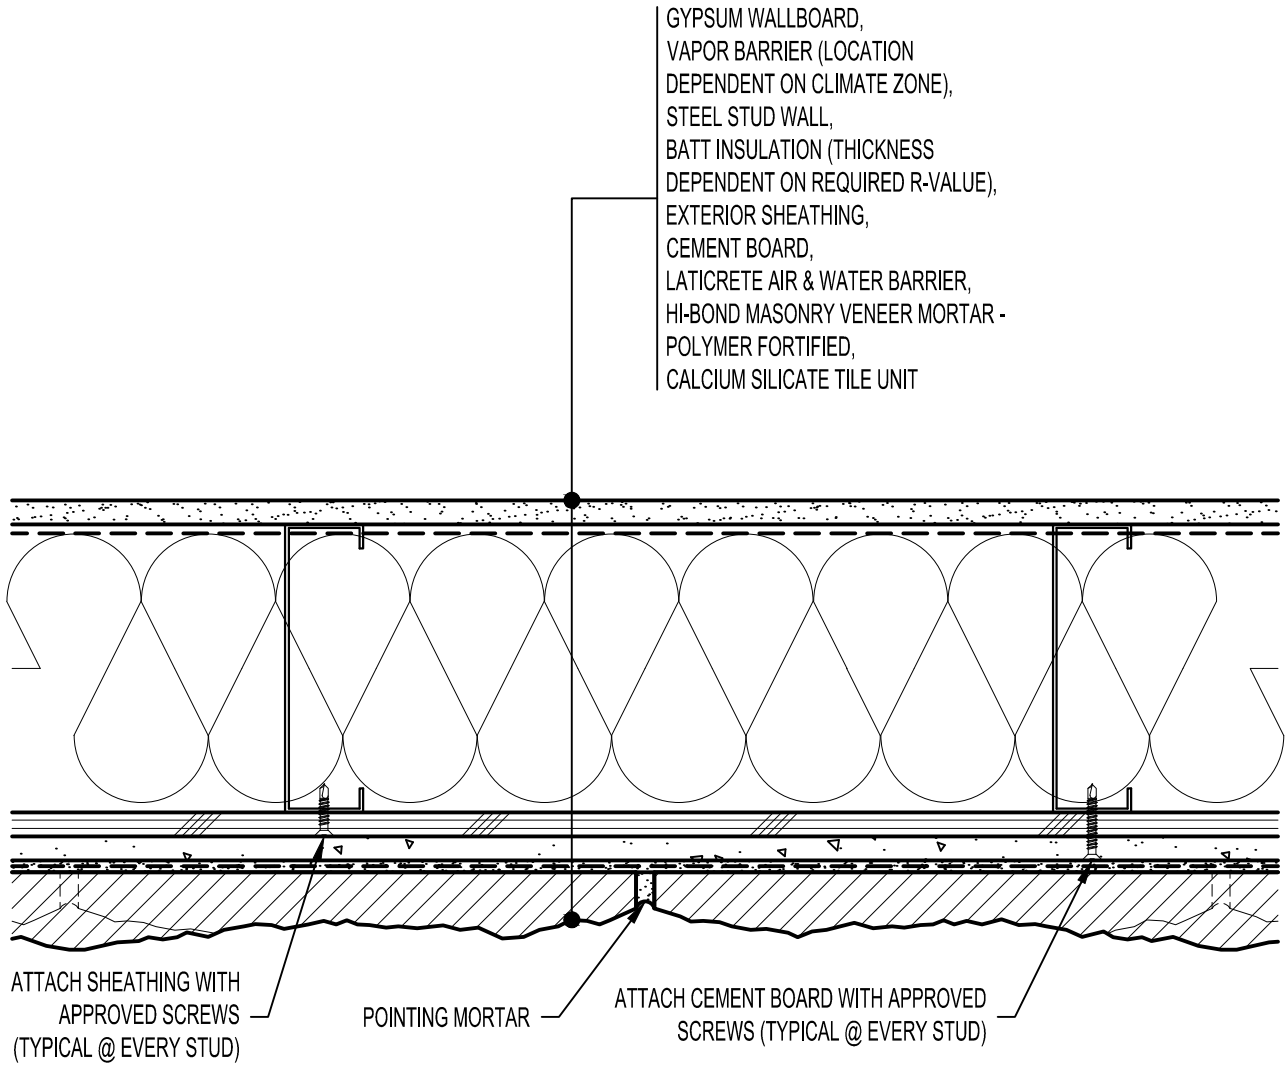 GYPSUM WALLBOARD,
VAPOR BARRIER (LOCATION
DEPENDENT ON CLIMATE ZONE),
STEEL STUD WALL,
BATT INSULATION (THICKNESS
DEPENDENT ON REQUIRED R-VALUE),
EXTERIOR SHEATHING,
CEMENT BOARD,
LATICRETE AIR & WATER BARRIER,
HI-BOND MASONRY VENEER MORTAR -
POLYMER FORTIFIED,
CALCIUM SILICATE TILE UNIT
ATTACH SHEATHING WITH
APPROVED SCREWS
(TYPICAL @ EVERY STUD)
POINTING MORTAR
ATTACH CEMENT BOARD WITH APPROVED
SCREWS (TYPICAL @ EVERY STUD)